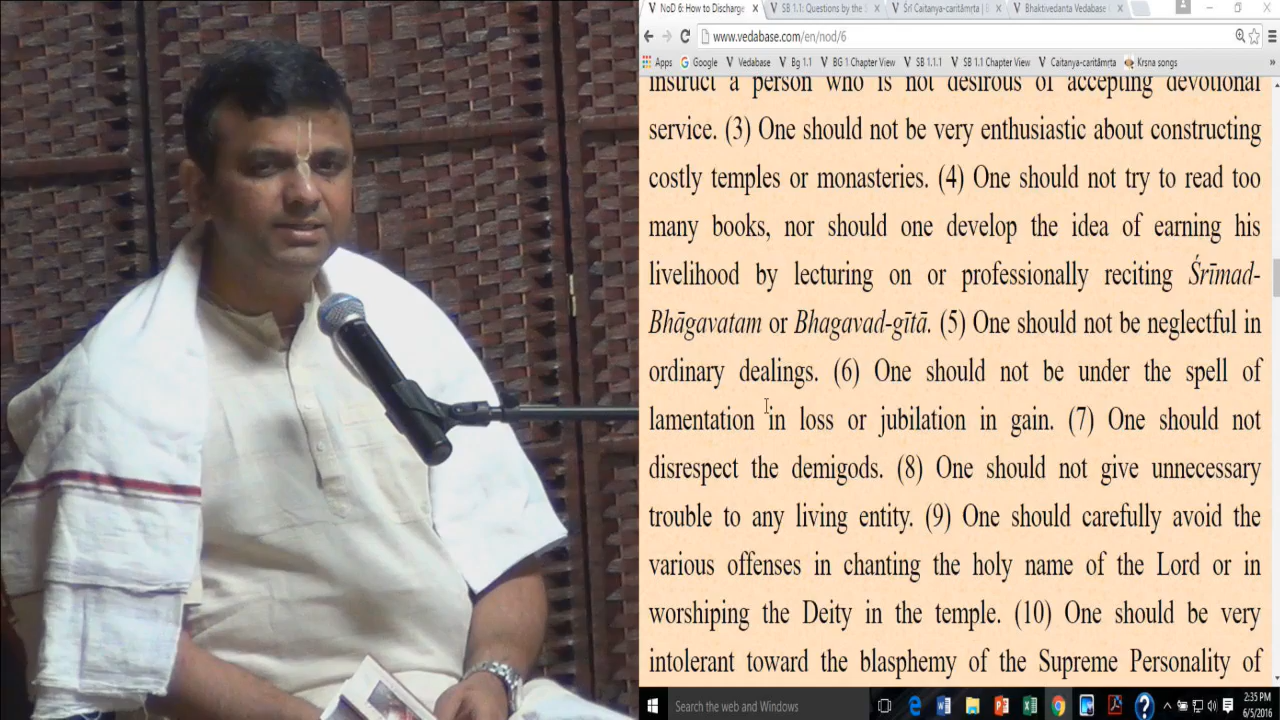 NoD 6: How to Discharge
SB 1.1: Questions by the S
Śrī Caitanya-caritāmṛta | B
Bhaktivedanta Vedabase
www.vedabase.com/en/nod/6
Apps Google Vedabase Bg 1.1 BG 1 Chapter View SB 1.1.1 SB 1.1 Chapter View Caitanya-caritāmṛta Krsna songs »
instruct a person who is not desirous of accepting devotional
service. (3) One should not be very enthusiastic about constructing
costly temples or monasteries. (4) One should not try to read too
many books, nor should one develop the idea of earning his
livelihood by lecturing on or professionally reciting Śrīmad-
Bhāgavatam or Bhagavad-gītā. (5) One should not be neglectful in
ordinary dealings. (6) One should not be under the spell of
lamentation in loss or jubilation in gain. (7) One should not
disrespect the demigods. (8) One should not give unnecessary
trouble to any living entity. (9) One should carefully avoid the
various offenses in chanting the holy name of the Lord or in
worshiping the Deity in the temple. (10) One should be very
intolerant toward the blasphemy of the Supreme Personality of
Search the web and Windows
2:35 PM
6/5/2016